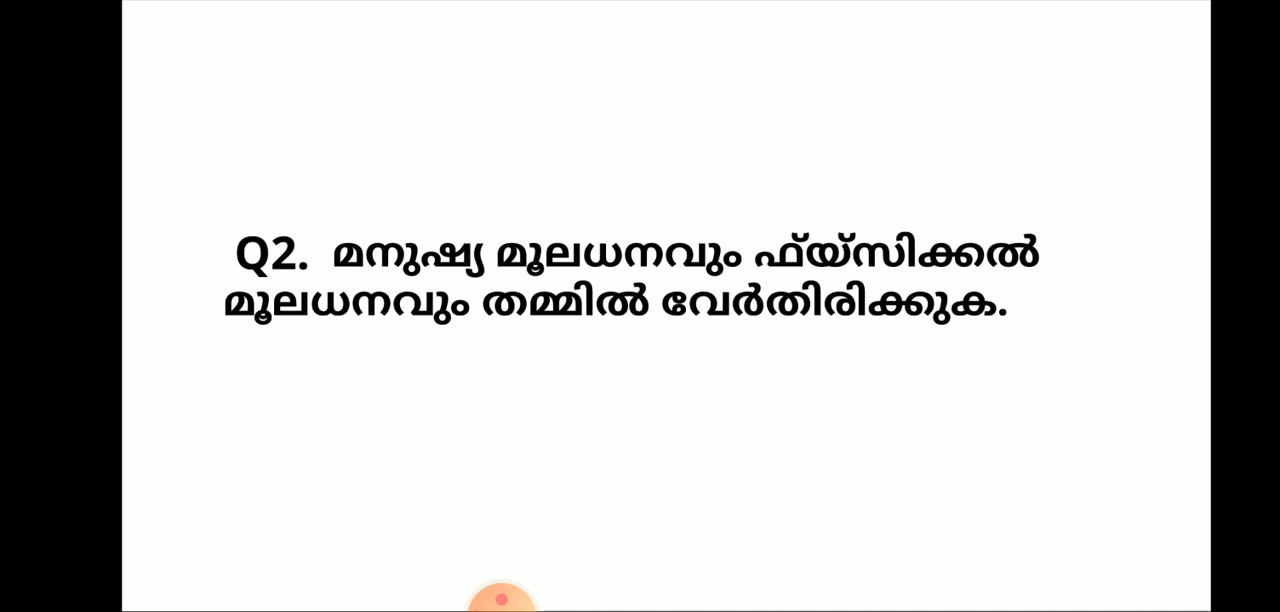 Q2. മനുഷ്യ മൂലധനവും ഫ്യ്സിക്കൽ
മൂലധനവും തമ്മിൽ വേർതിരിക്കുക.